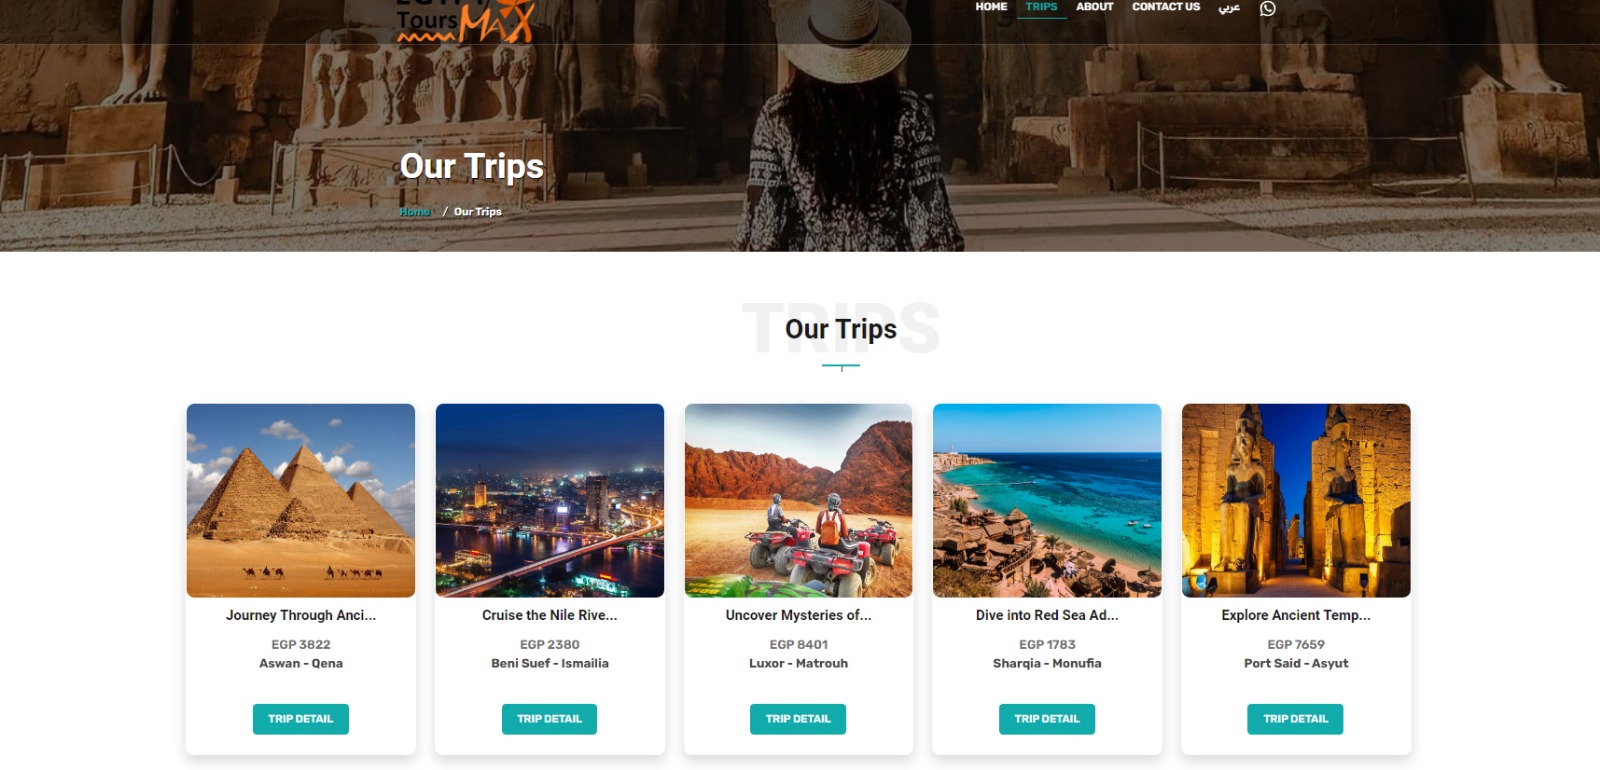 Tours MAX
HOME TRIPS ABOUT CONTACT US عربي
Our Trips
Home / Our Trips
TRIPS
Our Trips
Journey Through Anci...
EGP 3822
Aswan - Qena
TRIP DETAIL
Cruise the Nile Rive...
EGP 2380
Beni Suef - Ismailia
TRIP DETAIL
Uncover Mysteries of...
EGP 8401
Luxor - Matrouh
TRIP DETAIL
Dive into Red Sea Ad...
EGP 1783
Sharqia - Monufia
TRIP DETAIL
Explore Ancient Temp...
EGP 7659
Port Said - Asyut
TRIP DETAIL